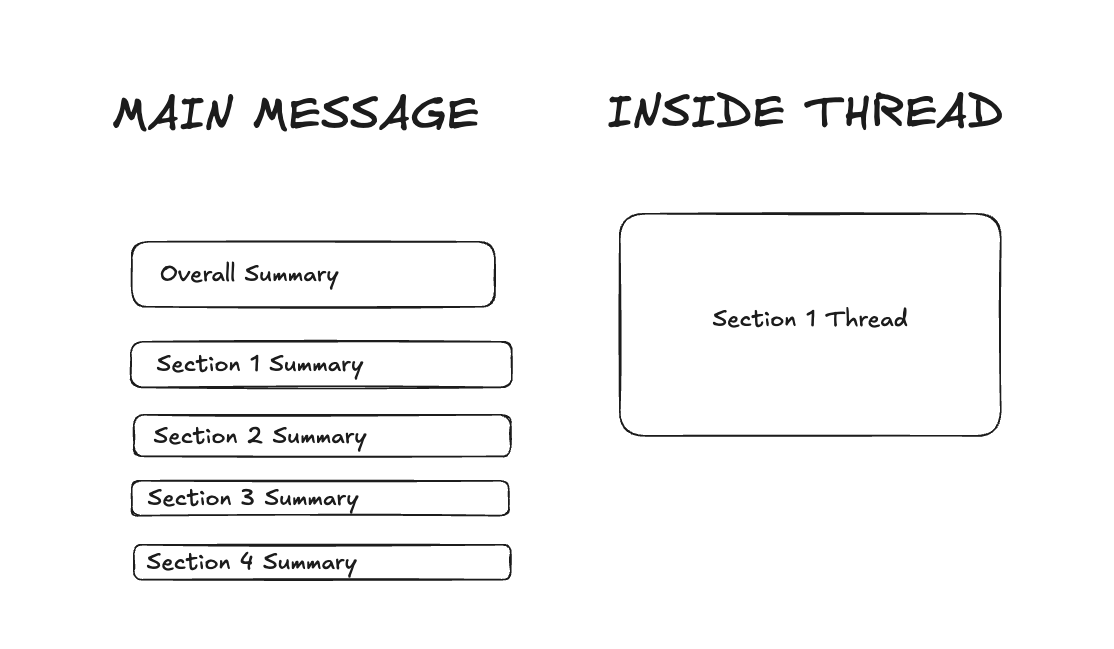 MAIN MESSAGE
Overall Summary
Section 1 Summary
Section 2 Summary
Section 3 Summary
Section 4 Summary
INSIDE THREAD
Section 1 Thread